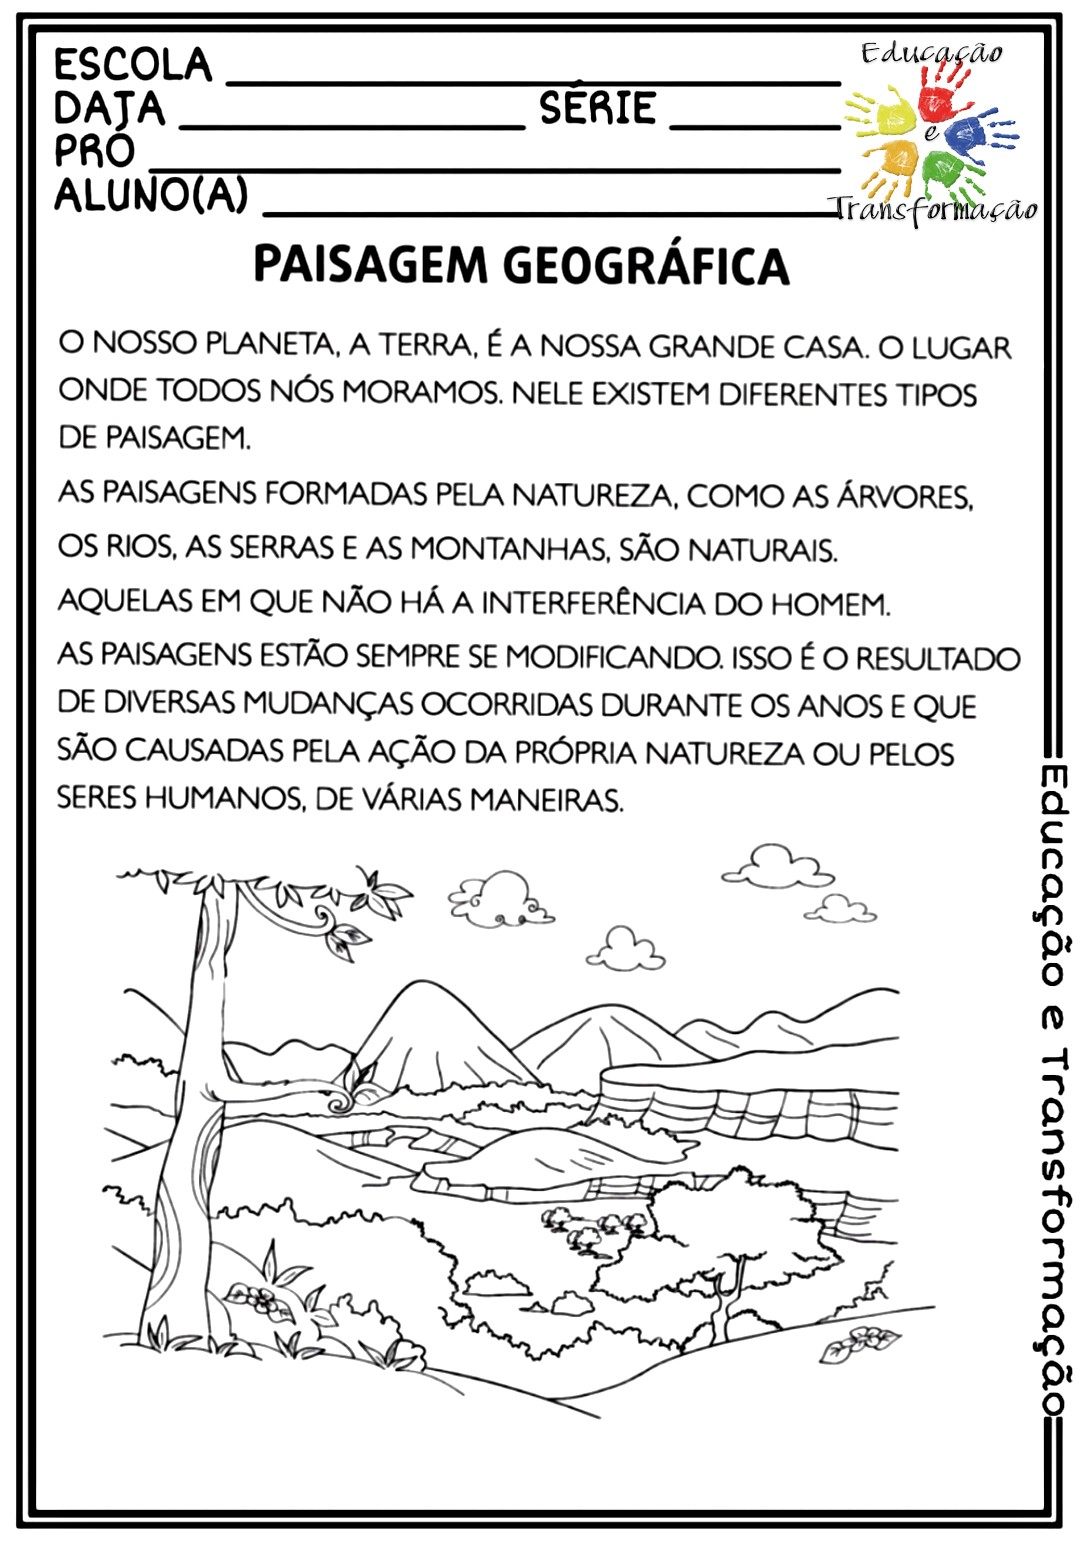 ESCOLA
DATA SÉRIE
PRÓ
ALUNO(A)
Educação
e
Transformação
PAISAGEM GEOGRÁFICA
O NOSSO PLANETA, A TERRA, É A NOSSA GRANDE CASA. O LUGAR
ONDE TODOS NÓS MORAMOS. NELE EXISTEM DIFERENTES TIPOS
DE PAISAGEM.
AS PAISAGENS FORMADAS PELA NATUREZA, COMO AS ÁRVORES,
OS RIOS, AS SERRAS E AS MONTANHAS, SÃO NATURAIS.
AQUELAS EM QUE NÃO HÁ A INTERFERÊNCIA DO HOMEM.
AS PAISAGENS ESTÃO SEMPRE SE MODIFICANDO. ISSO É O RESULTADO
DE DIVERSAS MUDANÇAS OCORRIDAS DURANTE OS ANOS E QUE
SÃO CAUSADAS PELA AÇÃO DA PRÓPRIA NATUREZA OU PELOS
SERES HUMANOS, DE VÁRIAS MANEIRAS.
Educação e Transformação